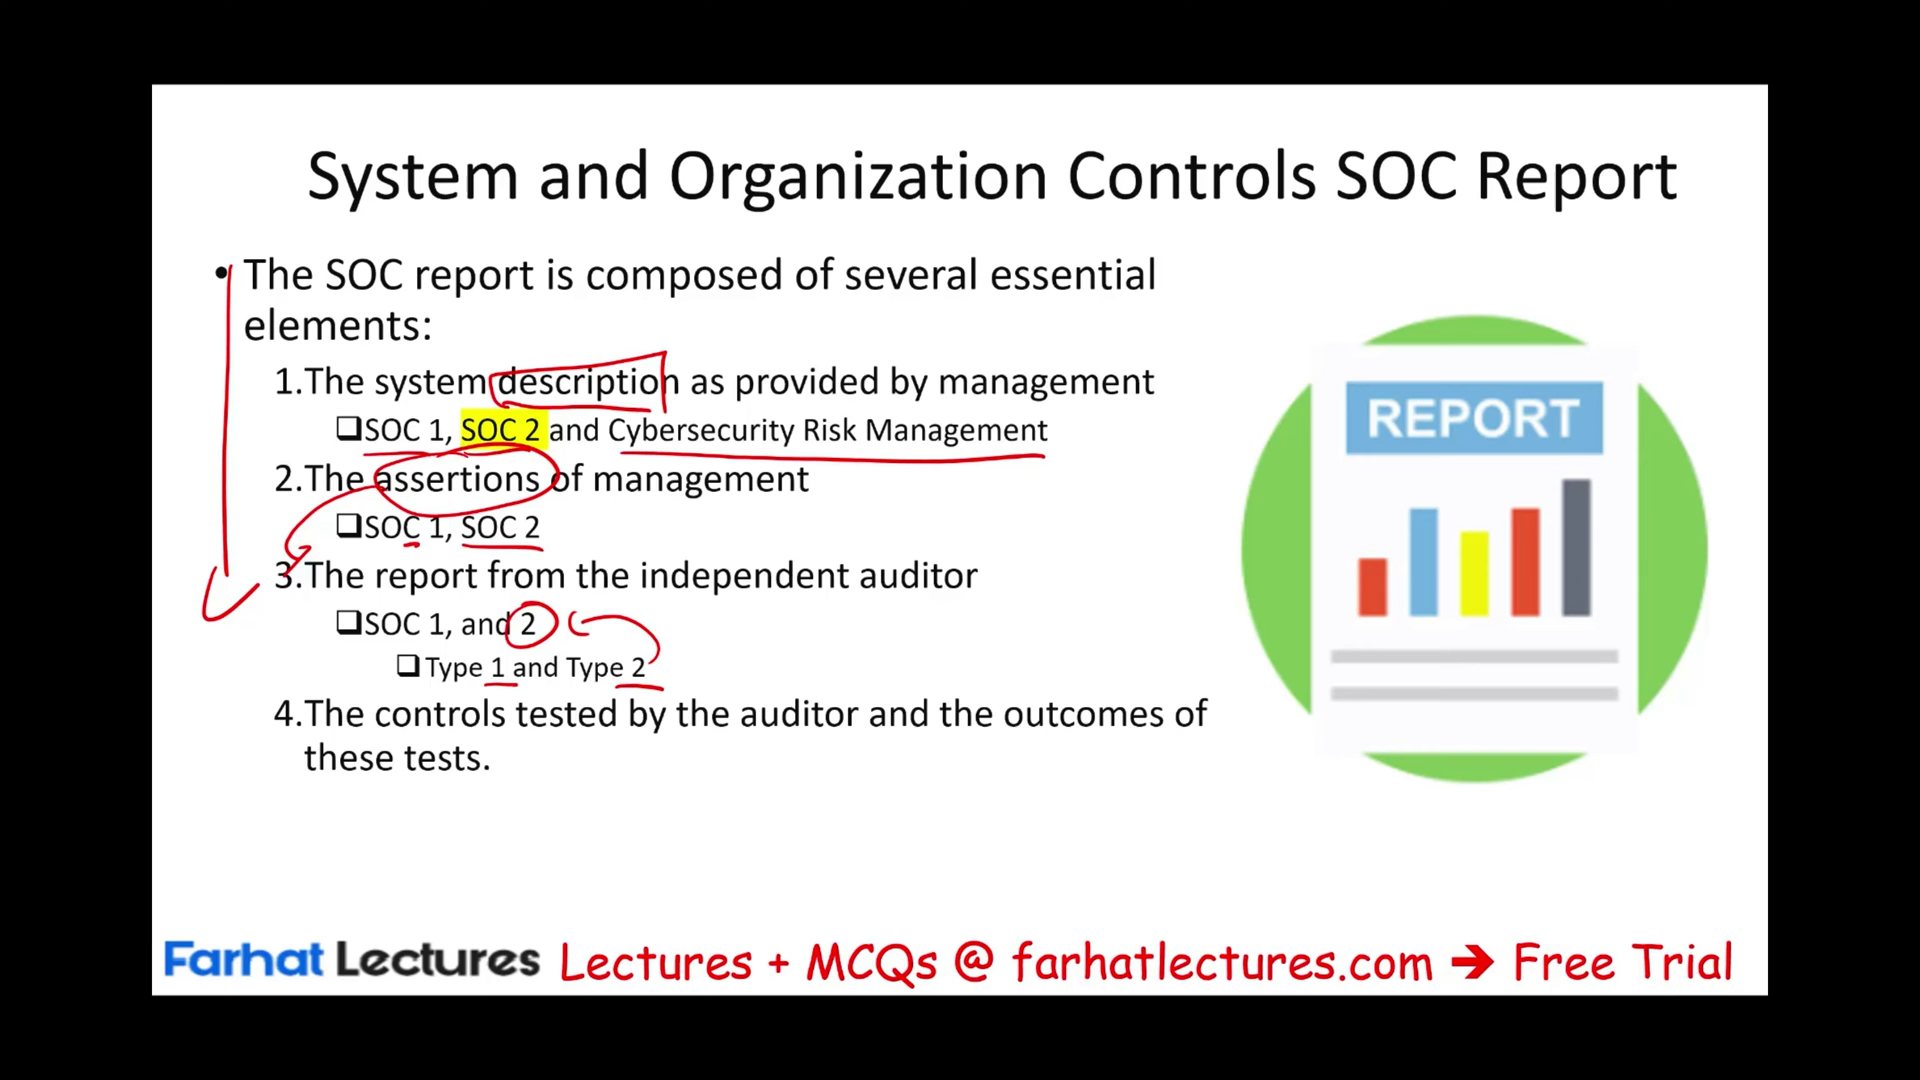 System and Organization Controls SOC Report
• The SOC report is composed of several essential
elements:
1.The system description as provided by management
❑SOC 1, SOC 2 and Cybersecurity Risk Management
2.The assertions of management
❑SOC 1, SOC 2
3.The report from the independent auditor
❑SOC 1, and 2
❑ Type 1 and Type 2
4.The controls tested by the auditor and the outcomes of
these tests.
REPORT
Farhat Lectures Lectures + MCQs @ farhatlectures.com ➔ Free Trial